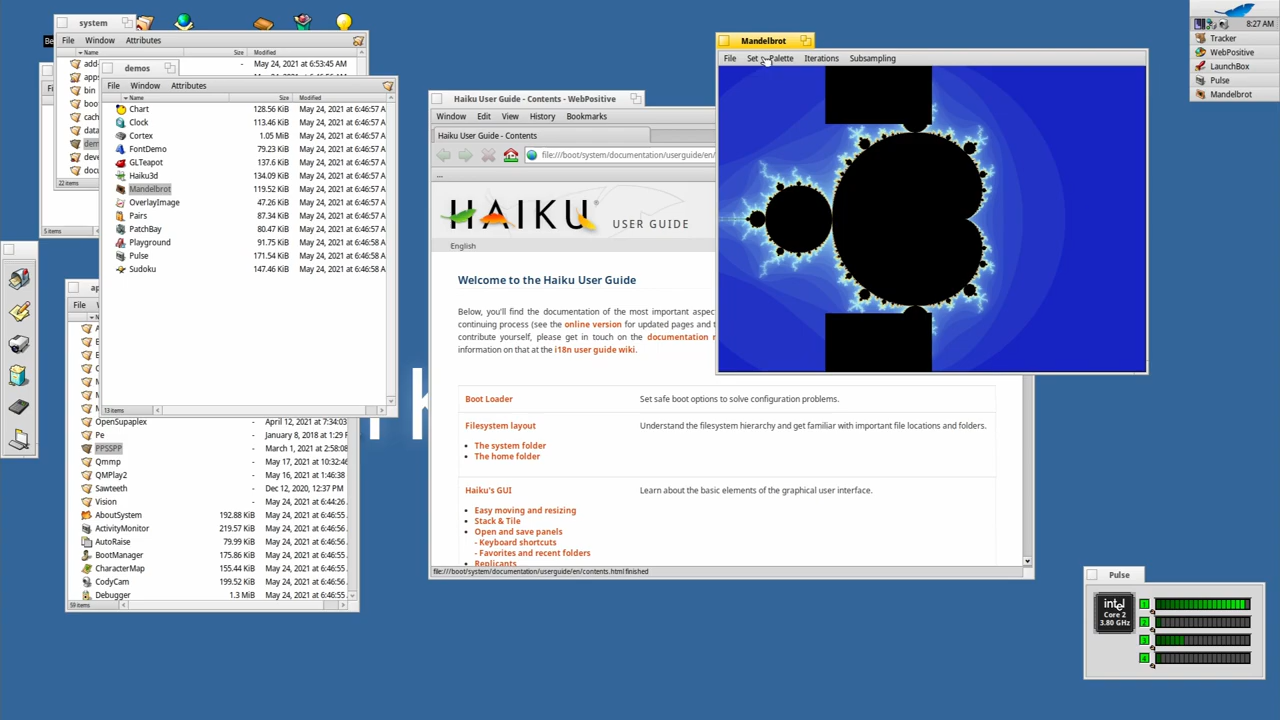 system
File Window Attributes
Name Size Modified
add- - May 24, 2021 at 6:53:45 AM
apps
bin
boo
cach
data
dem
deve
docu
22 items
5 items
demos
File Window Attributes
Name Size Modified
Chart 128.56 KiB May 24, 2021 at 6:46:57 A
Clock 113.46 KiB May 24, 2021 at 6:46:57 A
Cortex 1.05 MiB May 24, 2021 at 6:46:57 A
FontDemo 79.23 KiB May 24, 2021 at 6:46:57 A
GLTeapot 137.6 KiB May 24, 2021 at 6:46:57 A
Haiku3d 134.09 KiB May 24, 2021 at 6:46:57 A
Mandelbrot 119.52 KiB May 24, 2021 at 6:46:57 A
OverlayImage 47.26 KiB May 24, 2021 at 6:46:58 A
Pairs 87.34 KiB May 24, 2021 at 6:46:58 A
PatchBay 80.47 KiB May 24, 2021 at 6:46:58 A
Playground 91.75 KiB May 24, 2021 at 6:46:58 A
Pulse 171.54 KiB May 24, 2021 at 6:46:58 A
Sudoku 147.46 KiB May 24, 2021 at 6:46:58 A
13 items
ap
File
OpenSupaplex - April 12, 2021 at 7:34:03
Pe - January 8, 2018 at 1:29 P
PPSSPP - March 1, 2021 at 2:58:08
Qmmp - May 17, 2021 at 10:32:46
QMPlay2 - May 16, 2021 at 1:46:38
Sawteeth - Dec 12, 2020, 12:37 PM
Vision - May 24, 2021 at 6:44:26
AboutSystem 192.88 KiB May 24, 2021 at 6:46:55
ActivityMonitor 219.57 KiB May 24, 2021 at 6:46:56
AutoRaise 79.99 KiB May 24, 2021 at 6:46:55
BootManager 175.86 KiB May 24, 2021 at 6:46:55
CharacterMap 155.44 KiB May 24, 2021 at 6:46:55
CodyCam 199.52 KiB May 24, 2021 at 6:46:55
Debugger 1.3 MiB May 24, 2021 at 6:46:55
59 items
Haiku User Guide - Contents - WebPositive
Window Edit View History Bookmarks
Haiku User Guide - Contents
file:///boot/system/documentation/userguide/en/
...
HAIKU® USER GUIDE
English
Welcome to the Haiku User Guide
Below, you'll find the documentation of the most important aspec
continuing process (see the online version for updated pages and t
contribute yourself, please get in touch on the documentation
information on that at the i18n user guide wiki.
Boot Loader Set safe boot options to solve configuration problems.
Filesystem layout Understand the filesystem hierarchy and get familiar with important file locations and folders.
• The system folder
• The home folder
Haiku's GUI Learn about the basic elements of the graphical user interface.
• Easy moving and resizing
• Stack & Tile
• Open and save panels
- Keyboard shortcuts
- Favorites and recent folders
• Replicants
file:///boot/system/documentation/userguide/en/contents.html finished
Mandelbrot
File Set Palette Iterations Subsampling
8:27 AM
Tracker
WebPositive
LaunchBox
Pulse
Mandelbrot
Pulse
intel
Core 2
3.80 GHz
1
2
3
4